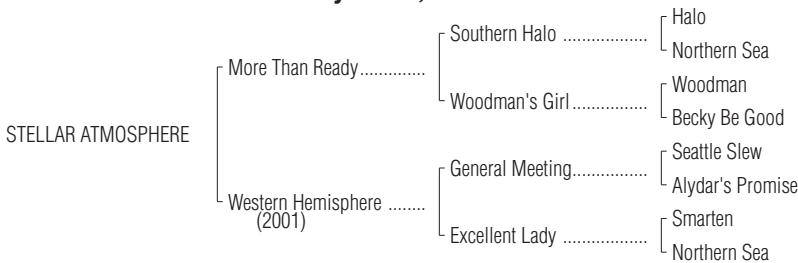 Halo
Southern Halo ..................
Northern Sea
More Than Ready..............
Woodman
Woodman's Girl................
Becky Be Good
STELLAR ATMOSPHERE
Seattle Slew
General Meeting................
Alydar's Promise
Western Hemisphere ........
(2001)
Smarten
Excellent Lady ..................
Northern Sea